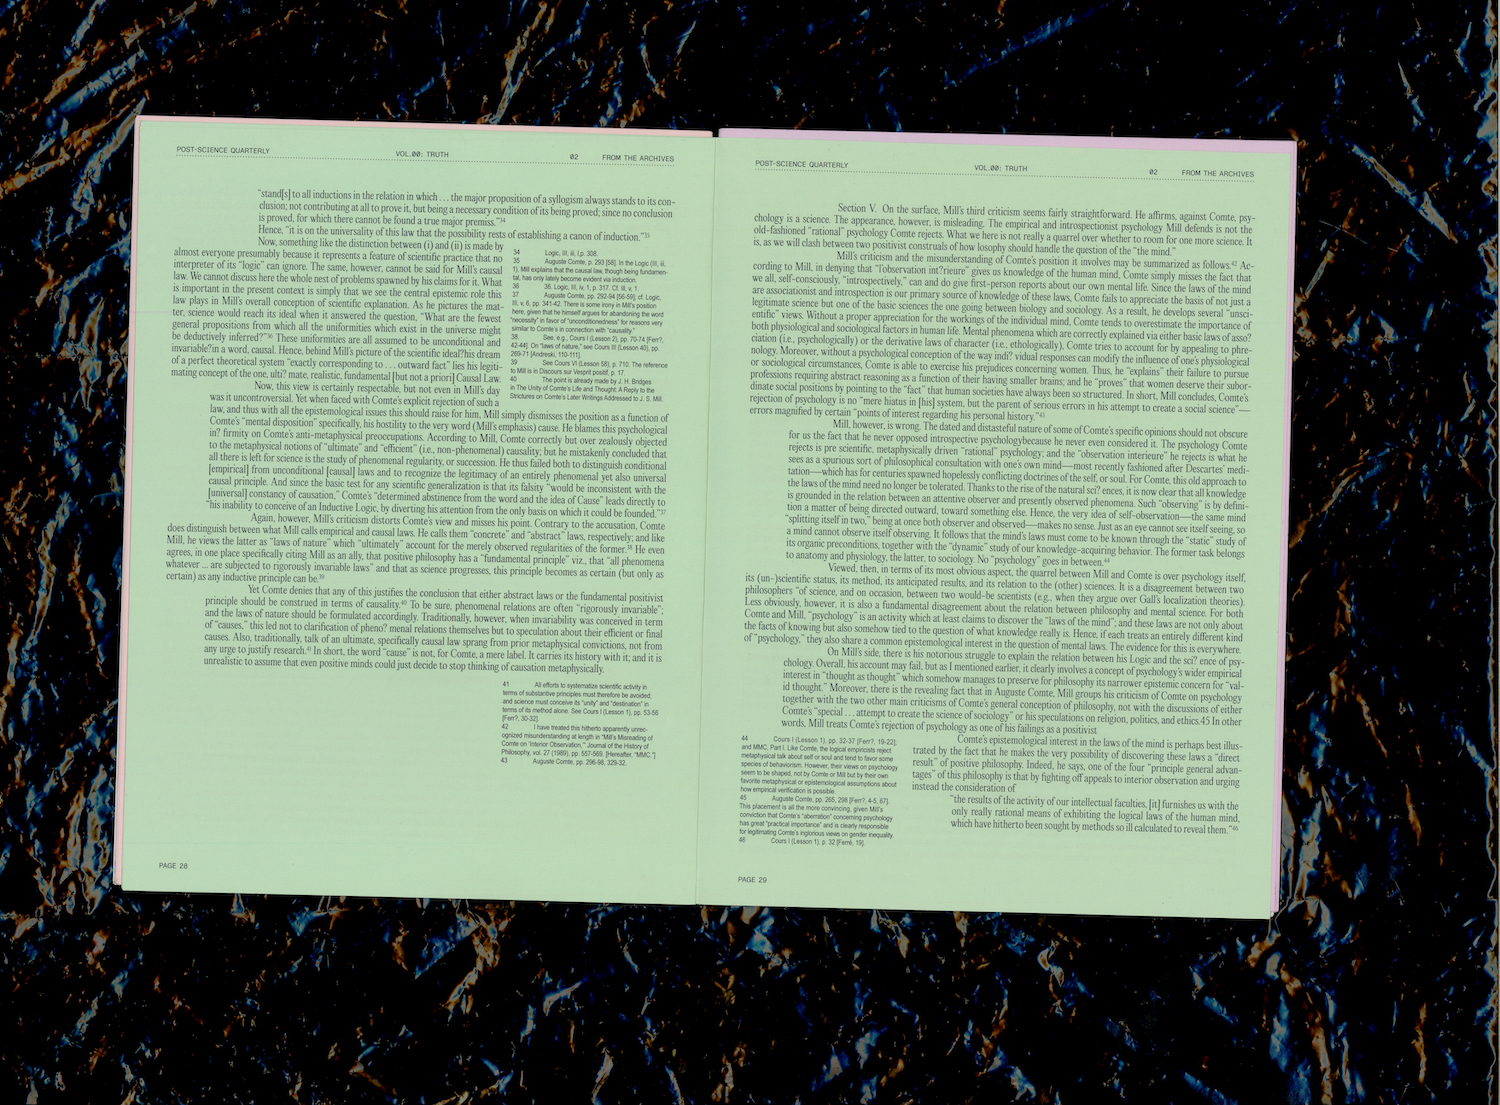 POST-SCIENCE QUARTERLY
VOL.00: TRUTH
02
FROM THE ARCHIVES
"stand[s] to all inductions in the relation in which . . . the major proposition of a syllogism always stands to its con-
clusion; not contributing at all to prove it, but being a necessary condition of its being proved; since no conclusion
is proved, for which there cannot be found a true major premiss."34
Hence, "it is on the universality of this law that the possibility rests of establishing a canon of induction."35
Now, something like the distinction between (i) and (ii) is made by
almost everyone presumably because it represents a feature of scientific practice that no
interpreter of its "logic" can ignore. The same, however, cannot be said for Mill's causal
law. We cannot discuss here the whole nest of problems spawned by his claims for it. What
is important in the present context is simply that we see the central epistemic role this
law plays in Mill's overall conception of scientific explanation. As he pictures the mat-
ter, science would reach its ideal when it answered the question, "What are the fewest
general propositions from which all the uniformities which exist in the universe might
be deductively inferred?"36 These uniformities are all assumed to be unconditional and
invariable?in a word, causal. Hence, behind Mill's picture of the scientific ideal?his dream
of a perfect theoretical system "exactly corresponding to . . . outward fact" lies his legiti-
mating concept of the one, ulti? mate, realistic, fundamental [but not a priori] Causal Law.
Now, this view is certainly respectable, but not even in Mill's day
was it uncontroversal. Yet when faced with Comte's explicit rejection of such a
law, and thus with all the epistemological issues this should raise for him, Mill simply dismisses the position as a function of
Comte's "mental disposition" specifically, his hostility to the very word (Mill's emphasis) cause. He blames this psychological
in? firmity on Comte's anti-metaphysical preoccupations. According to Mill, Comte correctly but over zealously objected
to the metaphysical notions of "ultimate" and "efficient" (i.e., non-phenomenal) causality; but he mistakenly concluded that
all there is left for science is the study of phenomenal regularity, or succession. He thus failed both to distinguish conditional
[empirical] from unconditional [causal] laws and to recognize the legitimacy of an entirely phenomenal yet also universal
causal principle. And since the basic test for any scientific generalization is that its falsity "would be inconsistent with the
[universal] constancy of causation," Comte's "determined abstinence from the word and the idea of Cause" leads directly to
"his inability to conceive of an Inductive Logic, by diverting his attention from the only basis on which it could be founded."37
Again, however, Mill's criticism distorts Comte's view and misses his point. Contrary to the accusation, Comte
does distinguish between what Mill calls empirical and causal laws. He calls them "concrete" and "abstract" laws, respectively; and like
Mill, he views the latter as "laws of nature" which "ultimately" account for the merely observed regularities of the former.38 He even
agrees, in one place specifically citing Mill as an ally, that positive philosophy has a "fundamental principle" viz., that "all phenomena
whatever ... are subjected to rigorously invariable laws" and that as science progresses, this principle becomes as certain (but only as
certain) as any inductive principle can be.39
Yet Comte denies that any of this justifies the conclusion that either abstract laws or the fundamental positivist
principle should be construed in terms of causality.40 To be sure, phenomenal relations are often "rigorously invariable";
and the laws of nature should be formulated accordingly. Traditionally, however, when invariability was conceived in term
of "causes," this led not to clarification of pheno? menal relations themselves but to speculation about their efficient or final
causes. Also, traditionally, talk of an ultimate, specifically causal law sprang from prior metaphysical convictions, not from
any urge to justify research.41 In short, the word "cause" is not, for Comte, a mere label. It carries its history with it; and it is
unrealistic to assume that even positive minds could just decide to stop thinking of causation metaphysically.
34 Logic, III, iii, l,p. 308.
35 Auguste Comte, p. 293 [58]. In the Logic (III, iii,
1), Mill explains that the causal law, though being fundamen-
tal, has only lately become evident via induction.
36 36. Logic, III, iv, 1, p. 317. Cf. III, v, 1.
37 Auguste Comte, pp. 292-94 [56-59]; cf. Logic,
III, v, 6, pp. 341-42. There is some irony in Mill's position
here, given that he himself argues for abandoning the word
"necessity" in favor of "unconditionedness" for reasons very
similar to Comte's in connection with "causality."
38. See, e.g., Cours I (Lesson 2), pp. 70-74 [Ferr?,
42-44]. On "laws of nature," see Cours III (Lesson 40), pp.
269-71 [Andreski, 110-111].
39 See Cours VI (Lesson 58), p. 710. The reference
to Mill is in Discours sur Vesprit positif, p. 17.
40 The point is already made by J. H. Bridges
in The Unity of Comte's Life and Thought: A Reply to the
Strictures on Comte's Later Writings Addressed to J. S. Mill.
41 All efforts to systematize scientific activity in
terms of substantive principles must therefore be avoided;
and science must conceive its "unity" and "destination" in
terms of its method alone. See Cours I (Lesson 1), pp. 53-56
[Ferr?, 30-32].
42 I have treated this hitherto apparently unrec-
ognized misunderstanding at length in "Mill's Misreading of
Comte on 'Interior Observation,'" Journal of the History of
Philosophy, vol. 27 (1989), pp. 557-569. [Hereafter, "MMC."]
43 Auguste Comte, pp. 296-98, 329-32.
PAGE 28
POST-SCIENCE QUARTERLY
VOL.00: TRUTH
02
FROM THE ARCHIVES
Section V. On the surface, Mill's third criticism seems fairly straightforward. He affirms, against Comte, psy-
chology is a science. The appearance, however, is misleading. The empirical and introspectionist psychology Mill defends is not the
old-fashioned "rational" psychology Comte rejects. What we here is not really a quarrel over whether to room for one more science. It
is, as we will clash between two positivist construals of how losophy should handle the question of the "the mind."
Mill's criticism and the misunderstanding of Comte's position it involves may be summarized as follows.42 Ac-
cording to Mill, in denying that "l'observation int?rieure" gives us knowledge of the human mind, Comte simply misses the fact that
we all, self-consciously, "introspectively," can and do give first-person reports about our own mental life. Since the laws of the mind
are associationist and introspection is our primary source of knowledge of these laws, Comte fails to appreciate the basis of not just a
legitimate science but one of the basic sciences the one going between biology and sociology. As a result, he develops several "unsci-
entific" views. Without a proper appreciation for the workings of the individual mind, Comte tends to overestimate the importance of
both physiological and sociological factors in human life. Mental phenomena which are correctly explained via either basic laws of asso?
ciation (i.e., psychologically) or the derivative laws of character (i.e., ethologically), Comte tries to account for by appealing to phre-
nology. Moreover, without a psychological conception of the way indi? vidual responses can modify the influence of one's physiological
or sociological circumstances, Comte is able to exercise his prejudices concerning women. Thus, he "explains" their failure to pursue
professions requiring abstract reasoning as a function of their having smaller brains; and he "proves" that women deserve their subor-
dinate social positions by pointing to the "fact" that human societies have always been so structured. In short, Mill concludes, Comte's
rejection of psychology is no "mere hiatus in [his] system, but the parent of serious errors in his attempt to create a social science"—
errors magnified by certain "points of interest regarding his personal history."43
Mill, however, is wrong. The dated and distasteful nature of some of Comte's specific opinions should not obscure
for us the fact that he never opposed introspective psychologybecause he never even considered it. The psychology Comte
rejects is pre scientific, metaphysically driven "rational" psychology; and the "observation interieure" he rejects is what he
sees as a spurious sort of philosophical consultation with one's own mind—most recently fashioned after Descartes' medi-
tation—which has for centuries spawned hopelessly conflicting doctrines of the self, or soul. For Comte, this old approach to
the laws of the mind need no longer be tolerated. Thanks to the rise of the natural sci? ences, it is now clear that all knowledge
is grounded in the relation between an attentive observer and presently observed phenomena. Such "observing" is by defini-
tion a matter of being directed outward, toward something else. Hence, the very idea of self-observation—the same mind
"splitting itself in two," being at once both observer and observed—makes no sense. Just as an eye cannot see itself seeing, so
a mind cannot observe itself observing. It follows that the mind's laws must come to be known through the "static" study of
its organic preconditions, together with the "dynamic" study of our knowledge-acquiring behavior. The former task belongs
to anatomy and physiology, the latter, to sociology. No "psychology" goes in between.44
Viewed, then, in terms of its most obvious aspect, the quarrel between Mill and Comte is over psychology itself,
its (un-)scientific status, its method, its anticipated results, and its relation to the (other) sciences. It is a disagreement between two
philosophers "of science, and on occasion, between two would-be scientists (e.g., when they argue over Gall's localization theories).
Less obviously, however, it is also a fundamental disagreement about the relation between philosophy and mental science. For both
Comte and Mill, "psychology" is an activity which at least claims to discover the "laws of the mind"; and these laws are not only about
the facts of knowing but also somehow tied to the question of what knowledge really is. Hence, if each treats an entirely different kind
of "psychology," they also share a common epistemological interest in the question of mental laws. The evidence for this is everywhere.
On Mill's side, there is his notorious struggle to explain the relation between his Logic and the sci? ence of psy-
chology. Overall, his account may fail, but as I mentioned earlier, it clearly involves a concept of psychology's wider empirical
interest in "thought as thought" which somehow manages to preserve for philosophy its narrower epistemic concern for "val-
id thought." Moreover, there is the revealing fact that in Auguste Comte, Mill groups his criticism of Comte on psychology
together with the two other main criticisms of Comte's general conception of philosophy, not with the discussions of either
Comte's "special . . . attempt to create the science of sociology" or his speculations on religion, politics, and ethics.45 In other
words, Mill treats Comte's rejection of psychology as one of his failings as a positivist
Comte's epistemological interest in the laws of the mind is perhaps best illus-
trated by the fact that he makes the very possibility of discovering these laws a "direct
result" of positive philosophy. Indeed, he says, one of the four "principle general advan-
tages" of this philosophy is that by fighting off appeals to interior observation and urging
instead the consideration of
"the results of the activity of our intellectual faculties, [it] furnishes us with the
only really rational means of exhibiting the logical laws of the human mind,
which have hitherto been sought by methods so ill calculated to reveal them."46
44 Cours I (Lesson 1), pp. 32-37 [Ferr?, 19-22];
and MMC, Part I. Like Comte, the logical empiricists reject
metaphysical talk about self or soul and tend to favor some
species of behaviorism. However, their views on psychology
seem to be shaped, not by Comte or Mill but by their own
favorite metaphysical or epistemological assumptions about
how empirical verification is possible.
45 Auguste Comte, pp. 265, 298 [Ferr?, 4-5, 67].
This placement is all the more convincing, given Mill's
conviction that Comte's "aberration" concerning psychology
has great "practical importance" and is clearly responsible
for legitimating Comte's inglorious views on gender inequality.
46 Cours I (Lesson 1), p. 32 [Ferré, 19].
PAGE 29